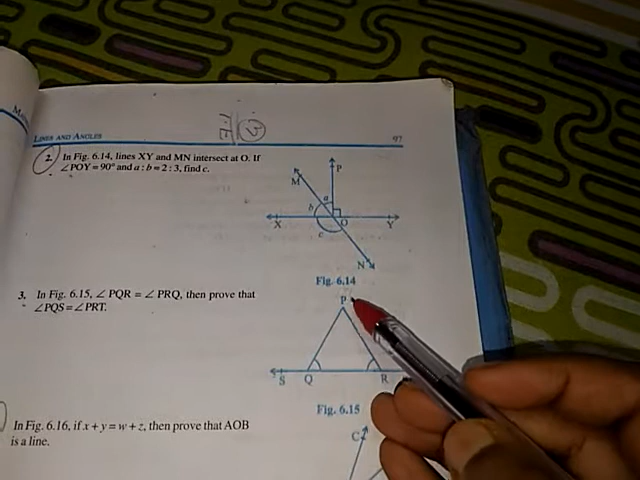 LINES AND ANGLES
97
2. In Fig. 6.14, lines XY and MN intersect at O. If
∠POY = 90° and a : b = 2 : 3, find c.
P
M
a
b
X
O
Y
c
N
Fig. 6.14
3. In Fig. 6.15, ∠ PQR = ∠ PRQ, then prove that
∠PQS = ∠PRT.
P
S
Q
R
Fig. 6.15
In Fig. 6.16, if x + y = w + z, then prove that AOB
is a line.
C